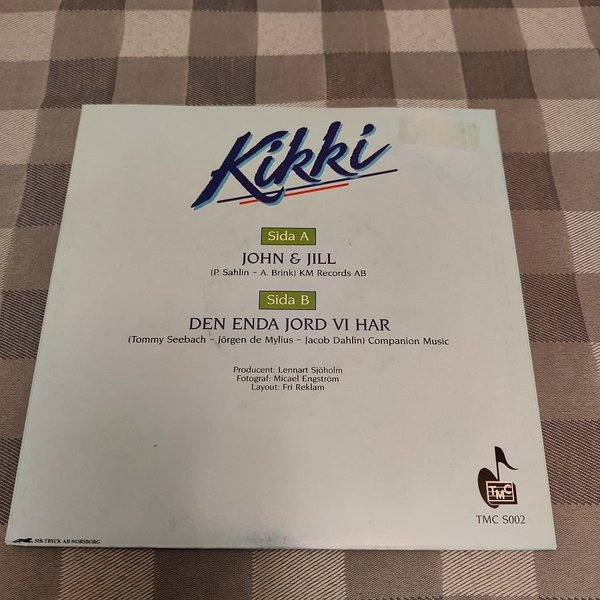 Kikki
Sida A
JOHN & JILL
(P. Sahlin – A. Brink) KM Records AB
Sida B
DEN ENDA JORD VI HAR
(Tommy Seebach – Jörgen de Mylius – Jacob Dahlin) Companion Music
Producent: Lennart Sjöholm
Fotograf: Micael Engström
Layout: Fri Reklam
TMC
TMC S002
SIB-TRYCK AB NORSBORG